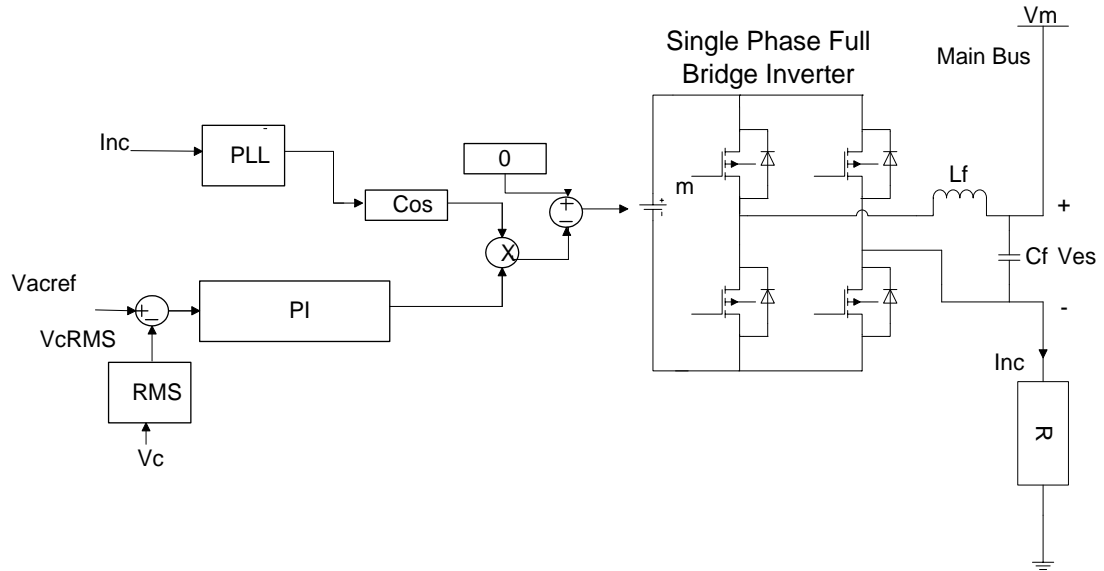 Vm
Single Phase Full
Bridge Inverter
Main Bus
Inc
PLL
0
m
Cos
Lf
+
+
-
X
Cf Ves
Vacref
+
-
PI
VcRMS
-
Inc
RMS
R
Vc